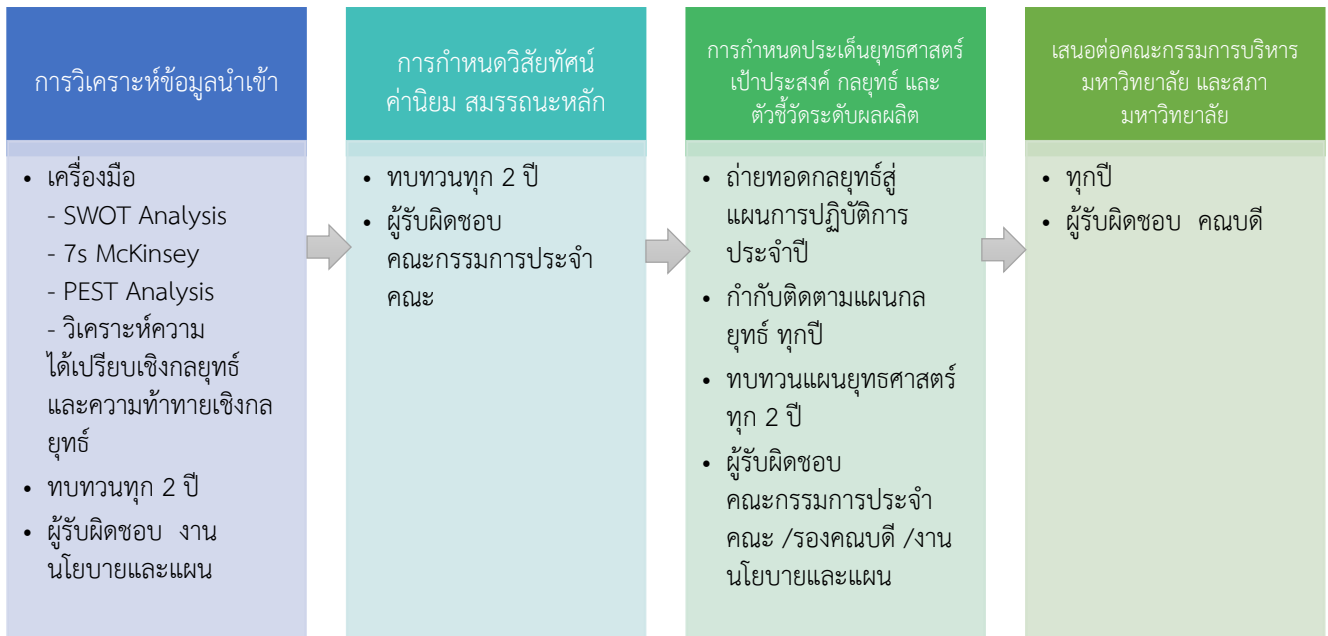 การวิเคราะห์ข้อมูลนำเข้า
• เครื่องมือ
- SWOT Analysis
- 7s McKinsey
- PEST Analysis
- วิเคราะห์ความ
ได้เปรียบเชิงกลยุทธ์
และความท้าทายเชิงกล
ยุทธ์
• ทบทวนทุก 2 ปี
• ผู้รับผิดชอบ งาน
นโยบายและแผน
การกำหนดวิสัยทัศน์
ค่านิยม สมรรถนะหลัก
• ทบทวนทุก 2 ปี
• ผู้รับผิดชอบ
คณะกรรมการประจำ
คณะ
การกำหนดประเด็นยุทธศาสตร์
เป้าประสงค์ กลยุทธ์ และ
ตัวชี้วัดระดับผลผลิต
• ถ่ายทอดกลยุทธ์สู่
แผนการปฏิบัติการ
ประจำปี
• กำกับติดตามแผนกล
ยุทธ์ ทุกปี
• ทบทวนแผนยุทธศาสตร์
ทุก 2 ปี
• ผู้รับผิดชอบ
คณะกรรมการประจำ
คณะ /รองคณบดี /งาน
นโยบายและแผน
เสนอต่อคณะกรรมการบริหาร
มหาวิทยาลัย และสภา
มหาวิทยาลัย
• ทุกปี
• ผู้รับผิดชอบ คณบดี